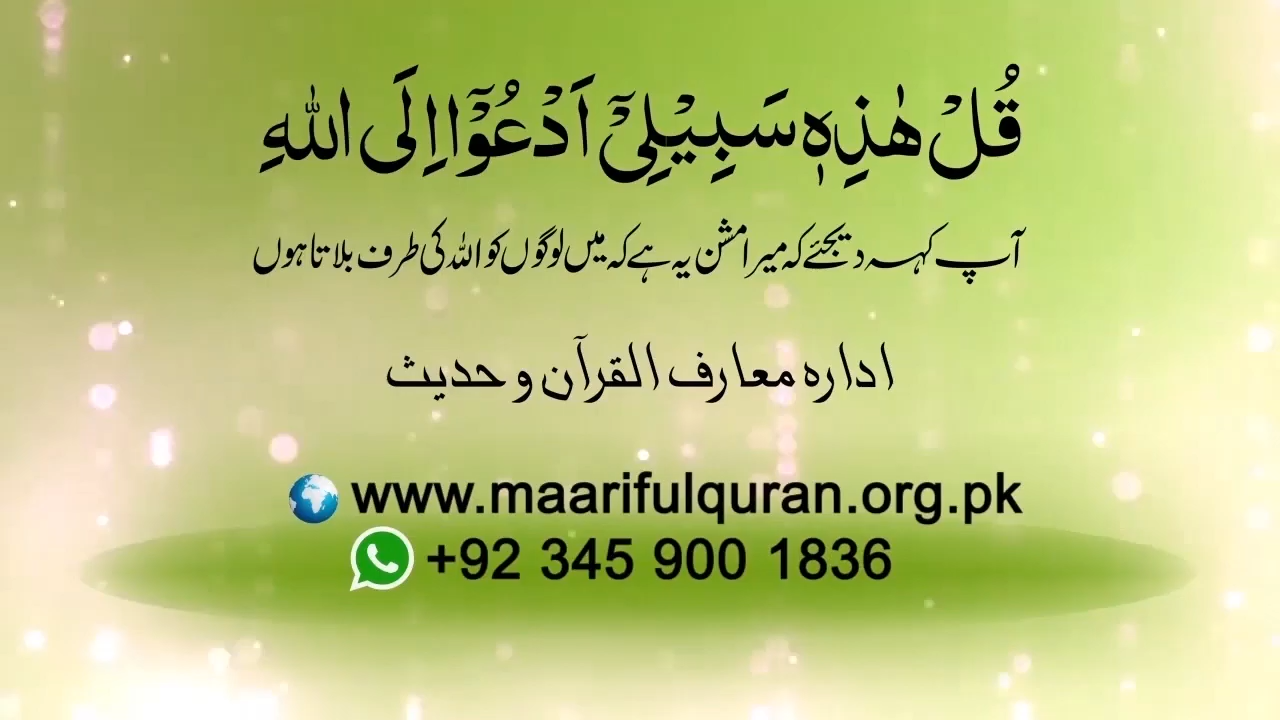 قُلْ هٰذِهٖ سَبِيْلِیْۤ اَدْعُوْۤا اِلَی اللّٰهِ
آپ کہہ دیجئے کہ میرا مشن یہ ہے کہ میں لوگوں کو اللہ کی طرف بلاتا ہوں
ادارہ معارف القرآن و حدیث
www.maarifulquran.org.pk
+92 345 900 1836